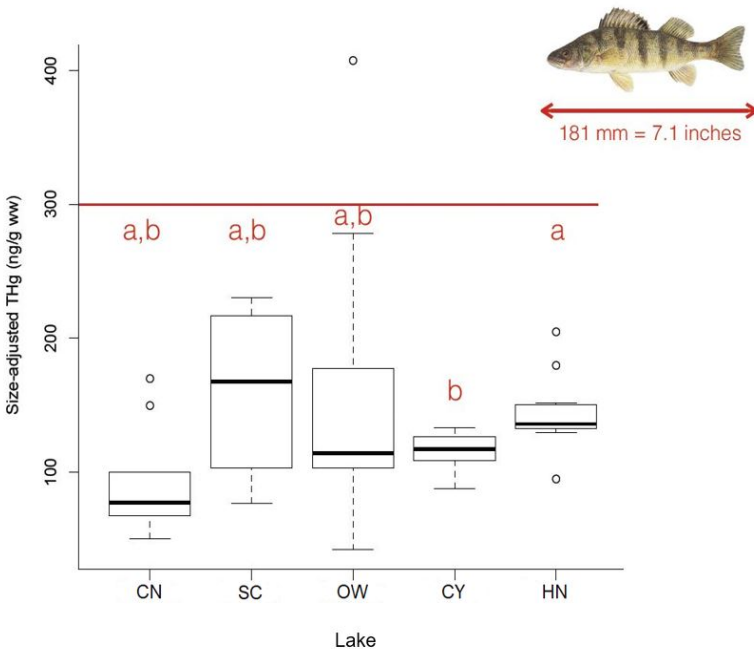 181 mm = 7.1 inches
Size-adjusted THg (ng/g ww)
400
300
200
100
a,b
a,b
a,b
b
a
CN
SC
OW
CY
HN
Lake